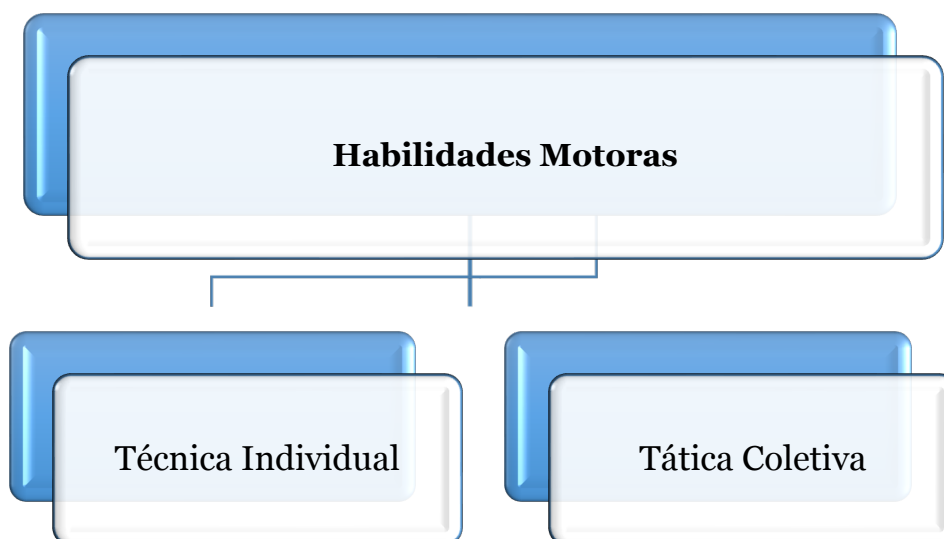 Habilidades Motoras
Técnica Individual
Tática Coletiva